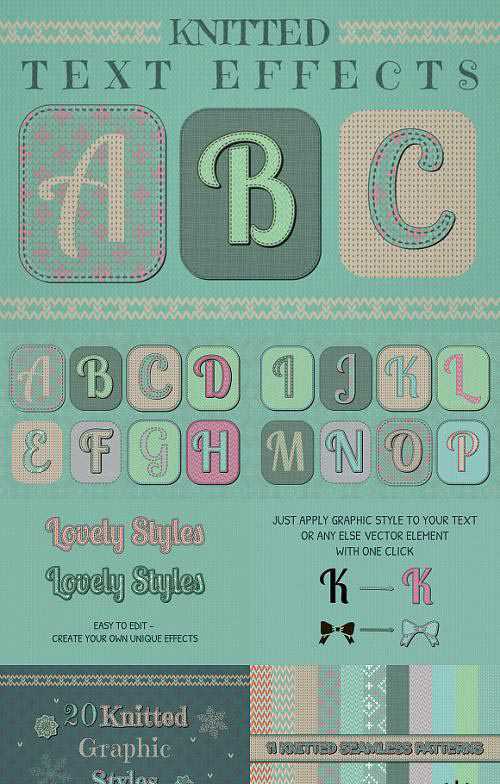 KNITTED
TEXT EFFECTS
A B C
A B C D I J K L
E F G H M N O P
Lovely Styles
Lovely Styles
EASY TO EDIT -
CREATE YOUR OWN UNIQUE EFFECTS
JUST APPLY GRAPHIC STYLE TO YOUR TEXT
OR ANY ELSE VECTOR ELEMENT
WITH ONE CLICK
K K
20 Knitted
Graphic
Styles
11 KNITTED SEAMLESS PATTERNS